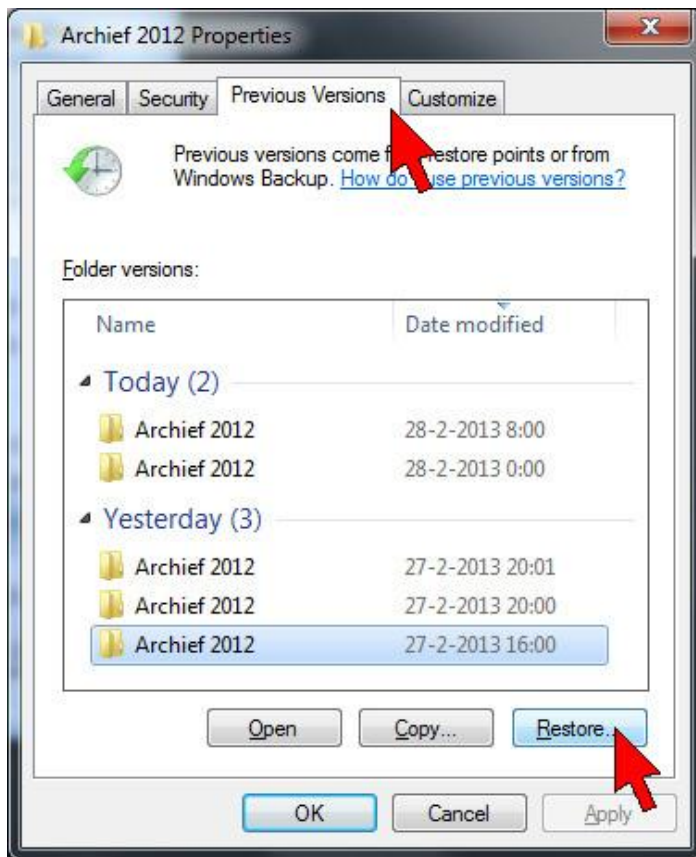 Archief 2012 Properties
General Security Previous Versions Customize
Previous versions come restore points or from
Windows Backup. How do use previous versions?
Folder versions:
Name Date modified
Today (2)
Archief 2012 28-2-2013 8:00
Archief 2012 28-2-2013 0:00
Yesterday (3)
Archief 2012 27-2-2013 20:01
Archief 2012 27-2-2013 20:00
Archief 2012 27-2-2013 16:00
Open Copy... Restore...
OK Cancel Apply